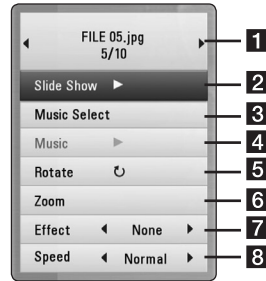 FILE 05.jpg
5/10
1
Slide Show
2
Music Select
3
Music
4
Rotate
5
Zoom
6
Effect None
7
Speed Normal
8